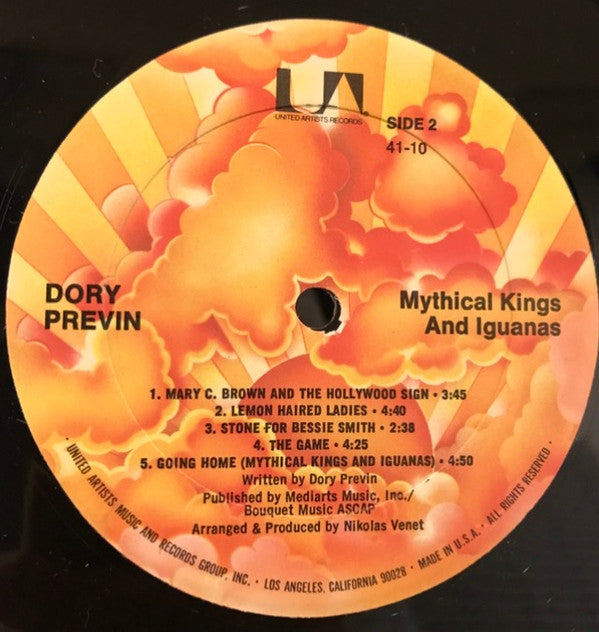 UA
UNITED ARTISTS RECORDS
SIDE 2
41-10
DORY
PREVIN
Mythical Kings
And Iguanas
1. MARY C. BROWN AND THE HOLLYWOOD SIGN • 3:45
2. LEMON HAIRED LADIES • 4:40
3. STONE FOR BESSIE SMITH • 2:38
4. THE GAME • 4:25
5. GOING HOME (MYTHICAL KINGS AND IGUANAS) • 4:50
Written by Dory Previn
Published by Mediarts Music, Inc./
Bouquet Music ASCAP
Arranged & Produced by Nikolas Venet
• UNITED ARTISTS MUSIC AND RECORDS GROUP, INC. • LOS ANGELES, CALIFORNIA 90028 • MADE IN U.S.A. • ALL RIGHTS RESERVED •